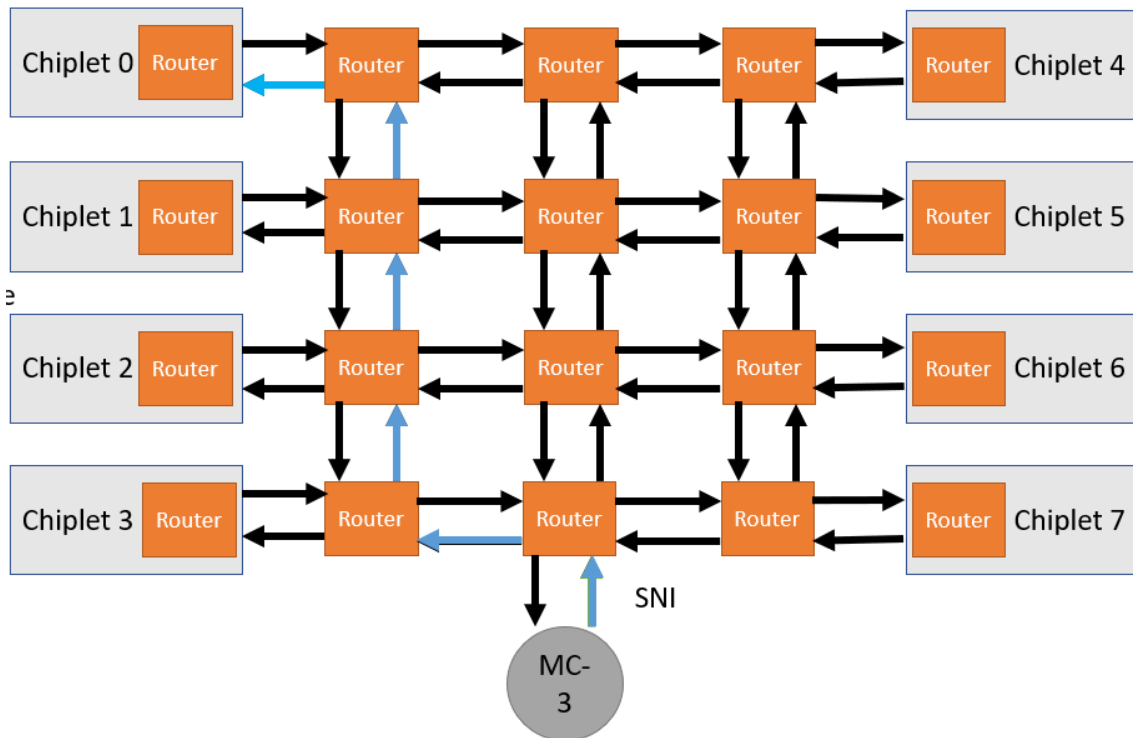 Chiplet 0
Router
Router
Router
Router
Router
Chiplet 4
Chiplet 1
Router
Router
Router
Router
Router
Chiplet 5
e
Chiplet 2
Router
Router
Router
Router
Router
Chiplet 6
Chiplet 3
Router
Router
Router
Router
Router
Chiplet 7
SNI
MC-
3